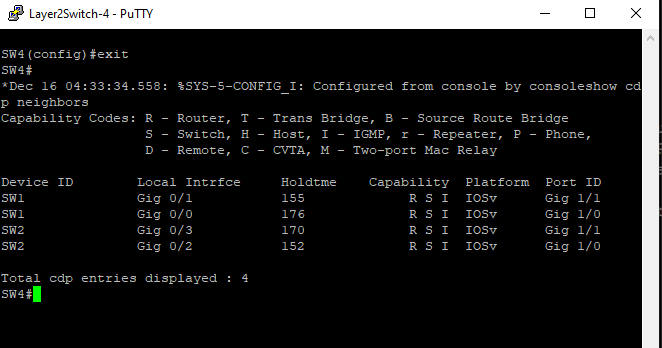 Layer2Switch-4 - PuTTY
SW4(config)#exit
SW4#
*Dec 16 04:33:34.558: %SYS-5-CONFIG_I: Configured from console by consoleshow cd
p neighbors
Capability Codes: R - Router, T - Trans Bridge, B - Source Route Bridge
                  S - Switch, H - Host, I - IGMP, r - Repeater, P - Phone,
                  D - Remote, C - CVTA, M - Two-port Mac Relay
Device ID        Local Intrfce     Holdtme    Capability  Platform  Port ID
SW1              Gig 0/1           155             R S I  IOSv      Gig 1/1
SW1              Gig 0/0           176             R S I  IOSv      Gig 1/0
SW2              Gig 0/3           170             R S I  IOSv      Gig 1/1
SW2              Gig 0/2           152             R S I  IOSv      Gig 1/0
Total cdp entries displayed : 4
SW4#